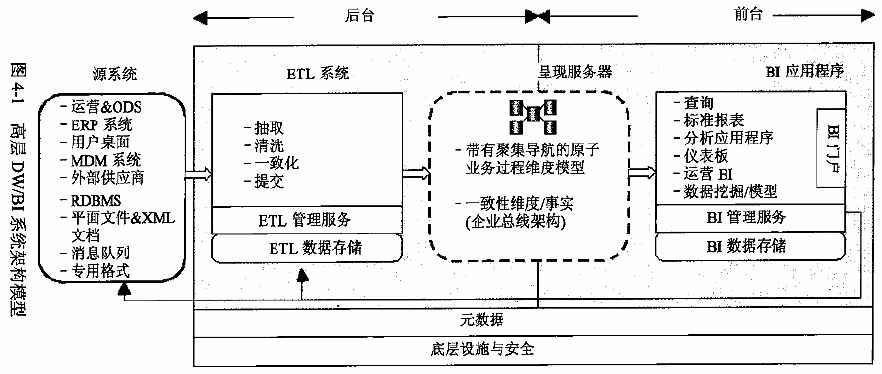 后台
前台
源系统
ETL 系统
呈现服务器
BI 应用程序
- 运营&ODS
- ERP 系统
- 用户桌面
- MDM 系统
- 外部供应商
- RDBMS
- 平面文件&XML
文档
- 消息队列
- 专用格式
- 抽取
- 清洗
- 一致化
- 提交
ETL 管理服务
ETL 数据存储
- 带有聚集导航的原子
业务过程维度模型
- 一致性维度/事实
(企业总线架构)
- 查询
- 标准报表
- 分析应用程序
- 仪表板
- 运营 BI
- 数据挖掘/模型
BI 门户
BI 管理服务
BI 数据存储
元数据
底层设施与安全
图 4-1 高层 DW/BI 系统架构模型